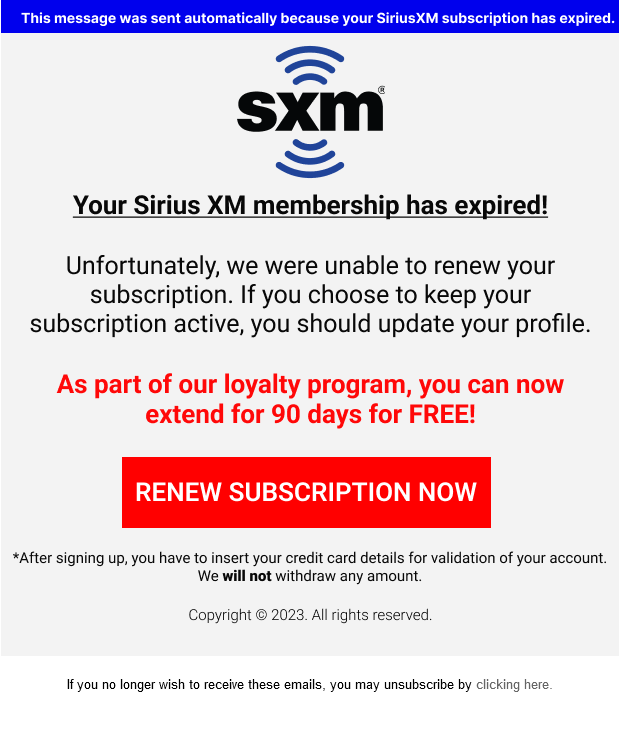 This message was sent automatically because your SiriusXM subscription has expired.
sxm®
Your Sirius XM membership has expired!
Unfortunately, we were unable to renew your
subscription. If you choose to keep your
subscription active, you should update your profile.
As part of our loyalty program, you can now
extend for 90 days for FREE!
RENEW SUBSCRIPTION NOW
*After signing up, you have to insert your credit card details for validation of your account.
We will not withdraw any amount.
Copyright © 2023. All rights reserved.
If you no longer wish to receive these emails, you may unsubscribe by clicking here.